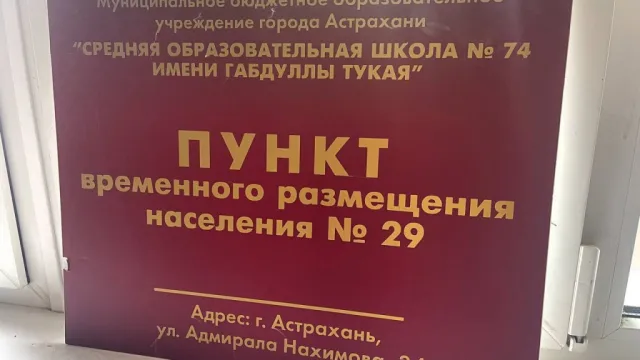 Муниципальное бюджетное образовательное
учреждение города Астрахани
“СРЕДНЯЯ ОБРАЗОВАТЕЛЬНАЯ ШКОЛА № 74
ИМЕНИ ГАБДУЛЛЫ ТУКАЯ”
ПУНКТ
временного размещения
населения № 29
Адрес: г. Астрахань,
ул. Адмирала Нахимова,